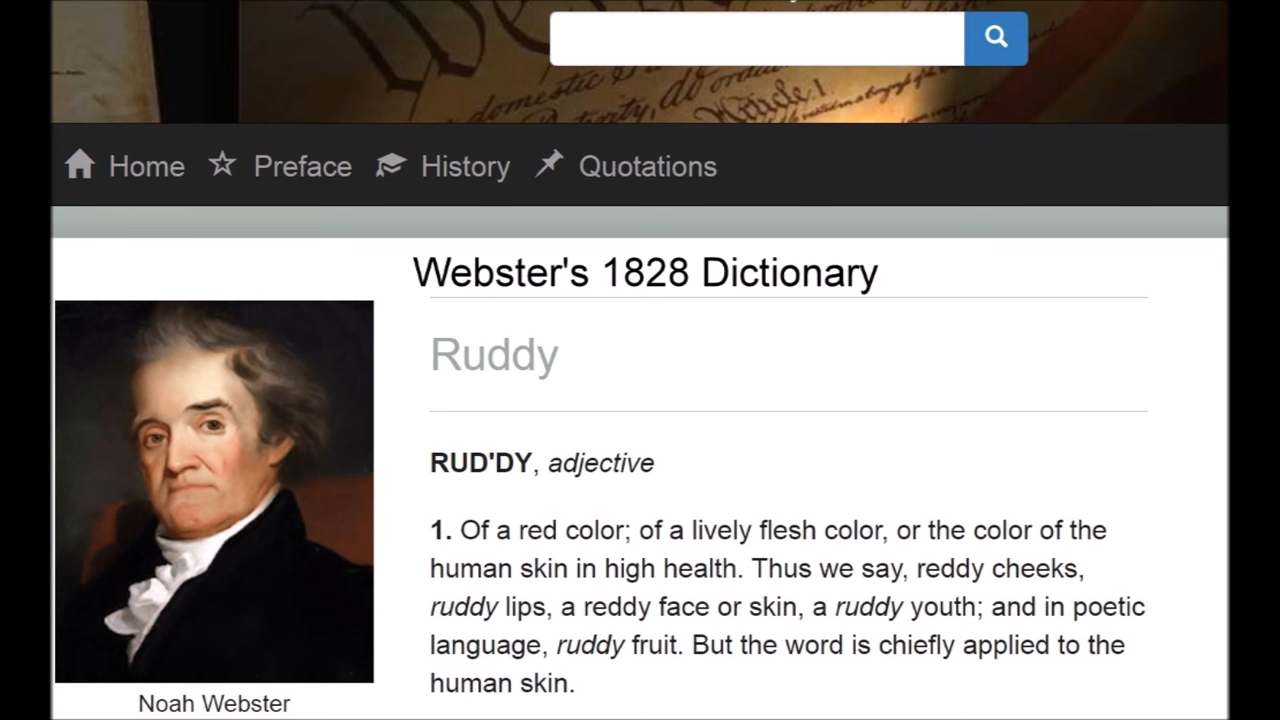 domestic
Article I
Home Preface History Quotations
Webster's 1828 Dictionary
Ruddy
RUD'DY, adjective
1. Of a red color; of a lively flesh color, or the color of the
human skin in high health. Thus we say, reddy cheeks,
ruddy lips, a reddy face or skin, a ruddy youth; and in poetic
language, ruddy fruit. But the word is chiefly applied to the
human skin.
Noah Webster